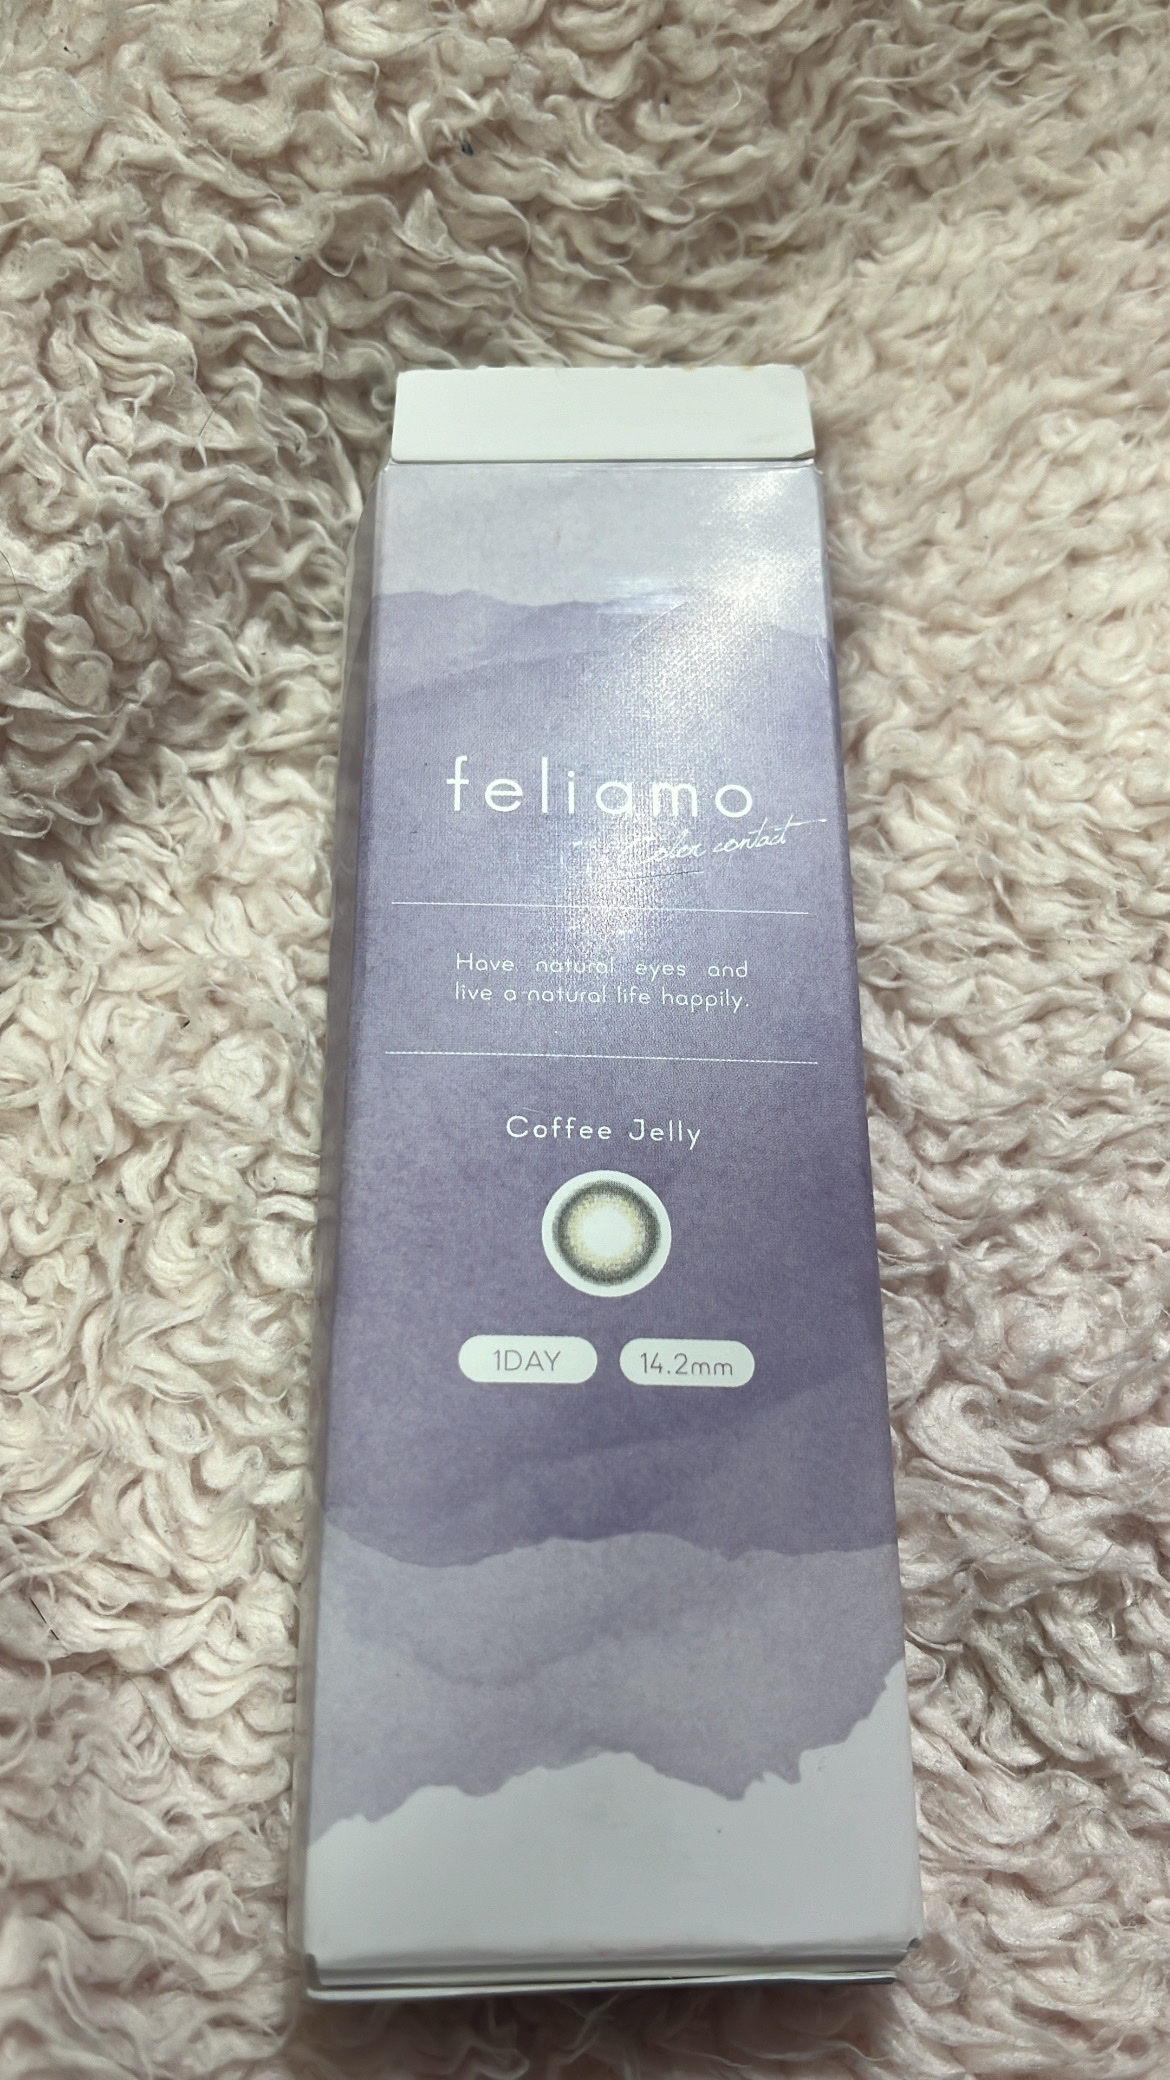 feliamo
Color contact
Have natural eyes and
live a natural life happily.
Coffee Jelly
1DAY
14.2mm